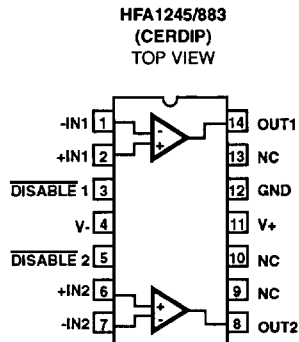 HFA1245/883
(CERDIP)
TOP VIEW
-IN1 1 - 14 OUT1
+IN1 2 + 13 NC
DISABLE 1 3 12 GND
V- 4 11 V+
DISABLE 2 5 10 NC
+IN2 6 + 9 NC
-IN2 7 - 8 OUT2